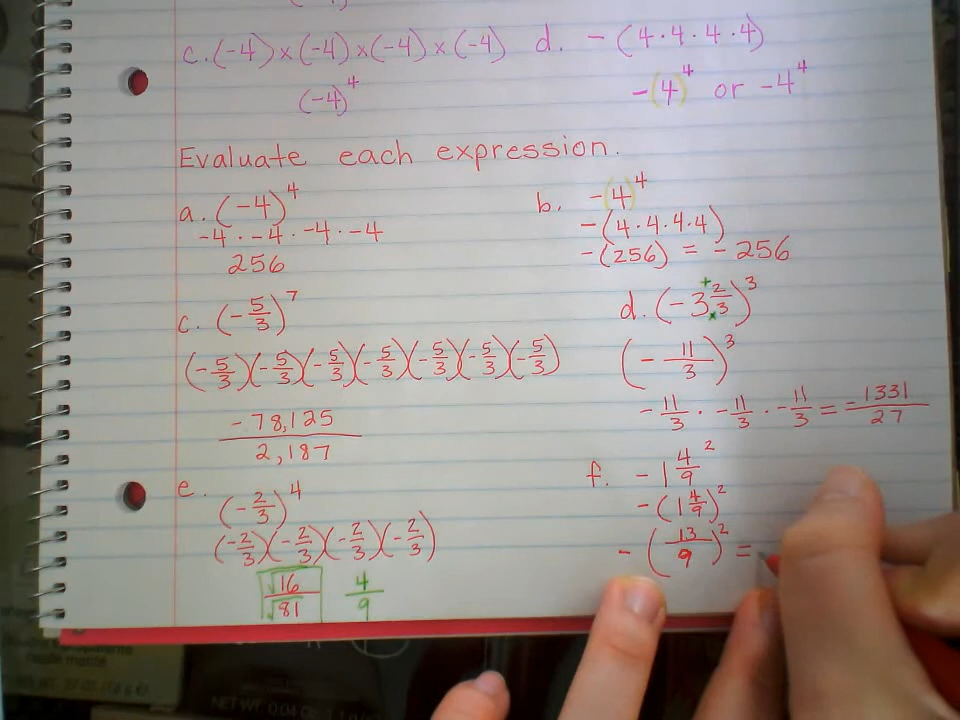 c. (-4) × (-4) × (-4) × (-4)
d. - (4 · 4 · 4 · 4)
(-4)^4
-(4)^4 or -4^4
Evaluate each expression.
a. (-4)^4
-4 · -4 · -4 · -4
256
b. -(4)^4
-(4 · 4 · 4 · 4)
-(256) = -256
c. (-5/3)^7
(-5/3)(-5/3)(-5/3)(-5/3)(-5/3)(-5/3)(-5/3)
-78,125 / 2,187
d. (-3 + 2/3 ×)^3
(-11/3)^3
-11/3 · -11/3 · -11/3 = -1331/27
e. (-2/3)^4
(-2/3)(-2/3)(-2/3)(-2/3)
√16/√81 4/9
f. -1 4/9^2
-(1 4/9)^2
-(13/9)^2 =
NET WT. 0.04 Oz